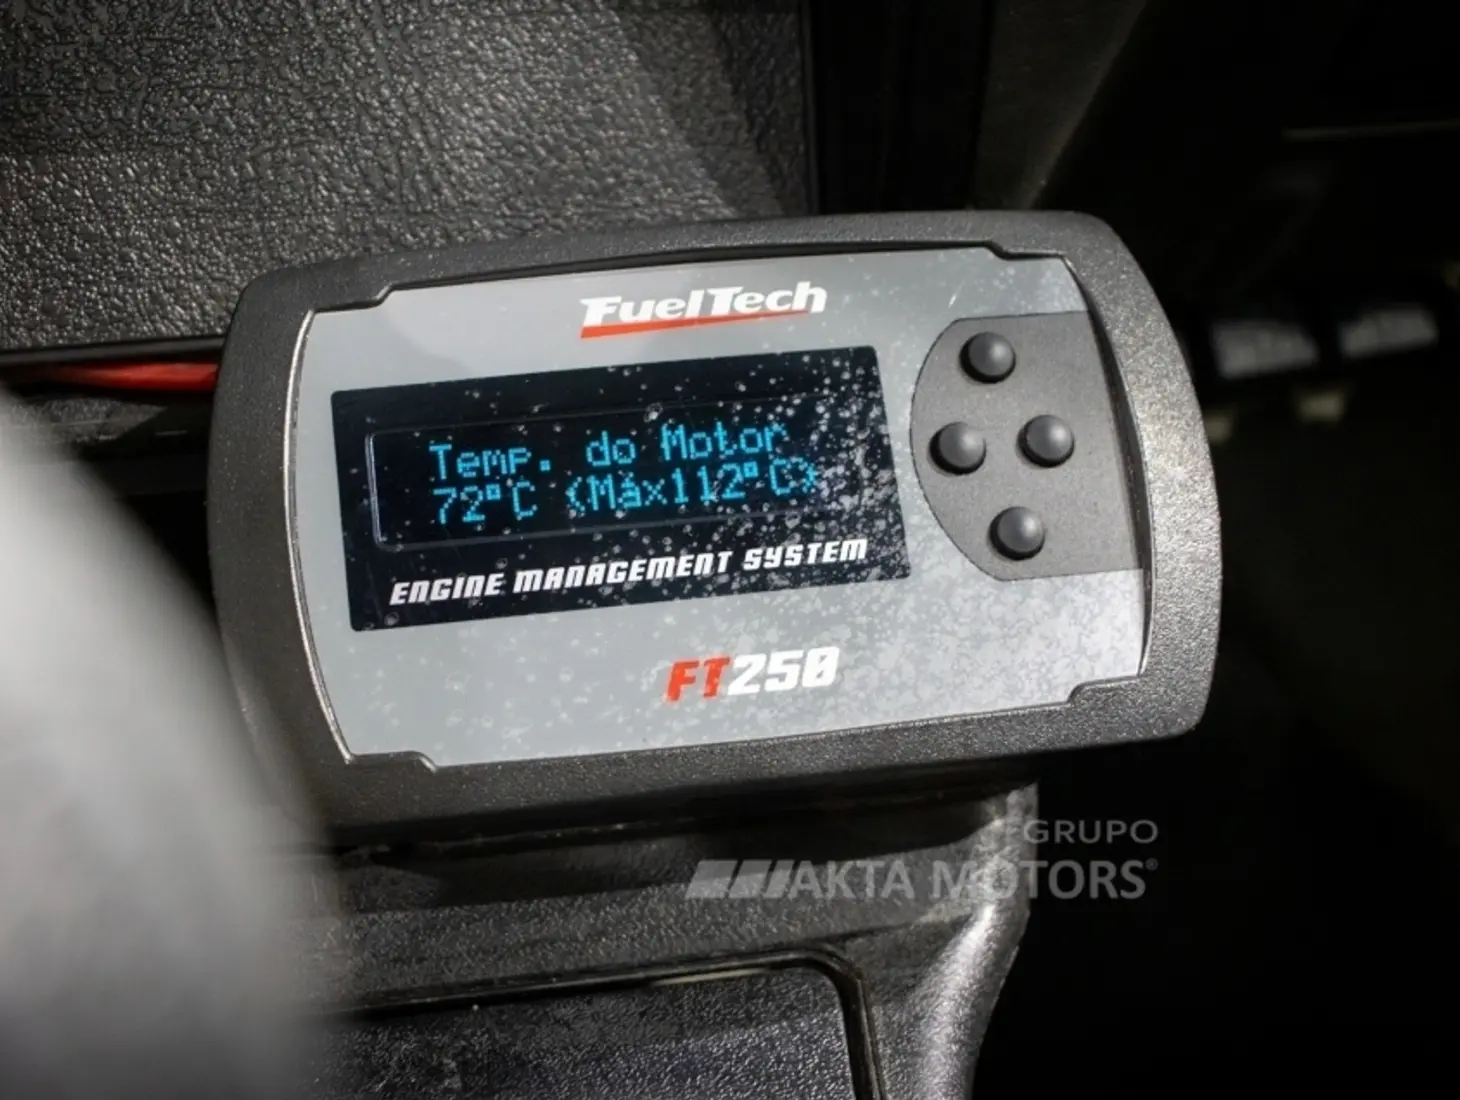 FuelTech
Temp. do Motor
72°C (Máx112°C)
ENGINE MANAGEMENT SYSTEM
FT250
GRUPO
AKTA MOTORS®